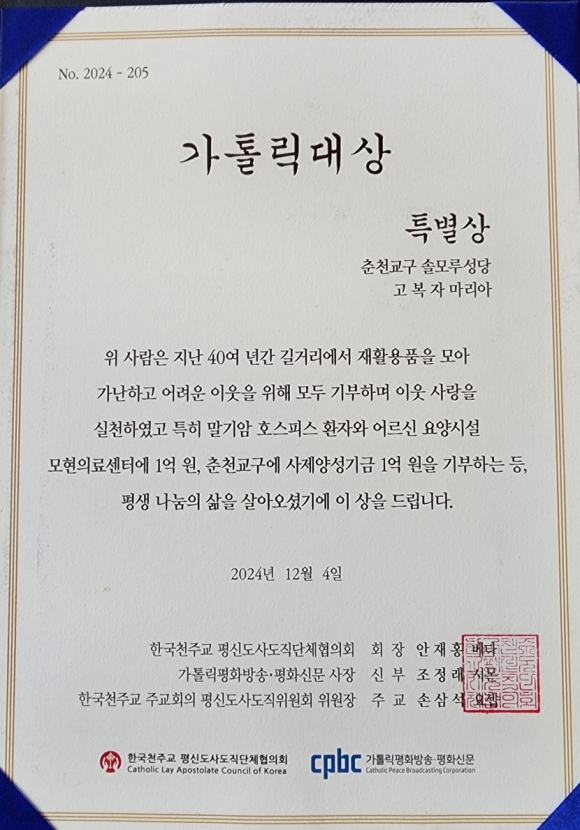 No. 2024 - 205
가톨릭대상
특별상
춘천교구 솔모루성당
고 복 자 마리아
위 사람은 지난 40여 년간 길거리에서 재활용품을 모아
가난하고 어려운 이웃을 위해 모두 기부하며 이웃 사랑을
실천하였고 특히 말기암 호스피스 환자와 어르신 요양시설
모현의료센터에 1억 원, 춘천교구에 사제양성기금 1억 원을 기부하는 등,
평생 나눔의 삶을 살아오셨기에 이 상을 드립니다.
2024년 12월 4일
한국천주교 평신도사도직단체협의회 회 장 안 재 홍 베다
가톨릭평화방송·평화신문 사장 신 부 조 정 래 시몬
한국천주교 주교회의 평신도사도직위원회 위원장 주 교 손 삼 석 요셉
한국천주교 평신도사도직단체협의회
Catholic Lay Apostolate Council of Korea
cpbc 가톨릭평화방송·평화신문
Catholic Peace Broadcasting Corporation